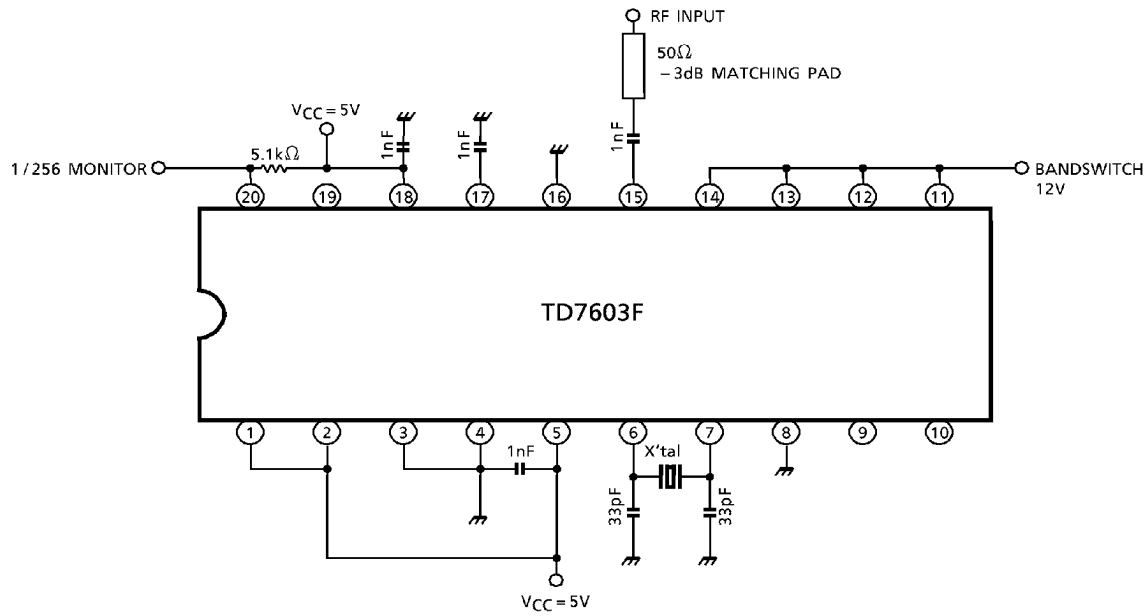 RF INPUT
50Ω
−3dB MATCHING PAD
VCC=5V
1nF
1nF
1nF
5.1kΩ
1/256 MONITOR
BANDSWITCH
12V
20 19 18 17 16 15 14 13 12 11
TD7603F
1 2 3 4 5 6 7 8 9 10
1nF
X'tal
33pF
33pF
VCC=5V